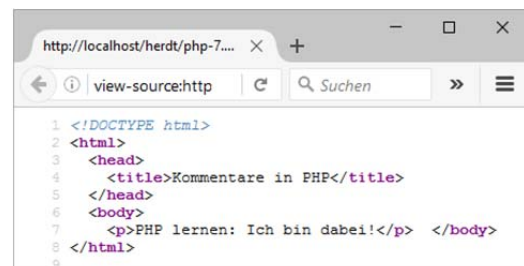 http://localhost/herdt/php-7....
view-source:http
Suchen
1 <!DOCTYPE html>
2 <html>
3 <head>
4 <title>Kommentare in PHP</title>
5 </head>
6 <body>
7 <p>PHP lernen: Ich bin dabei!</p> </body>
8 </html>
9